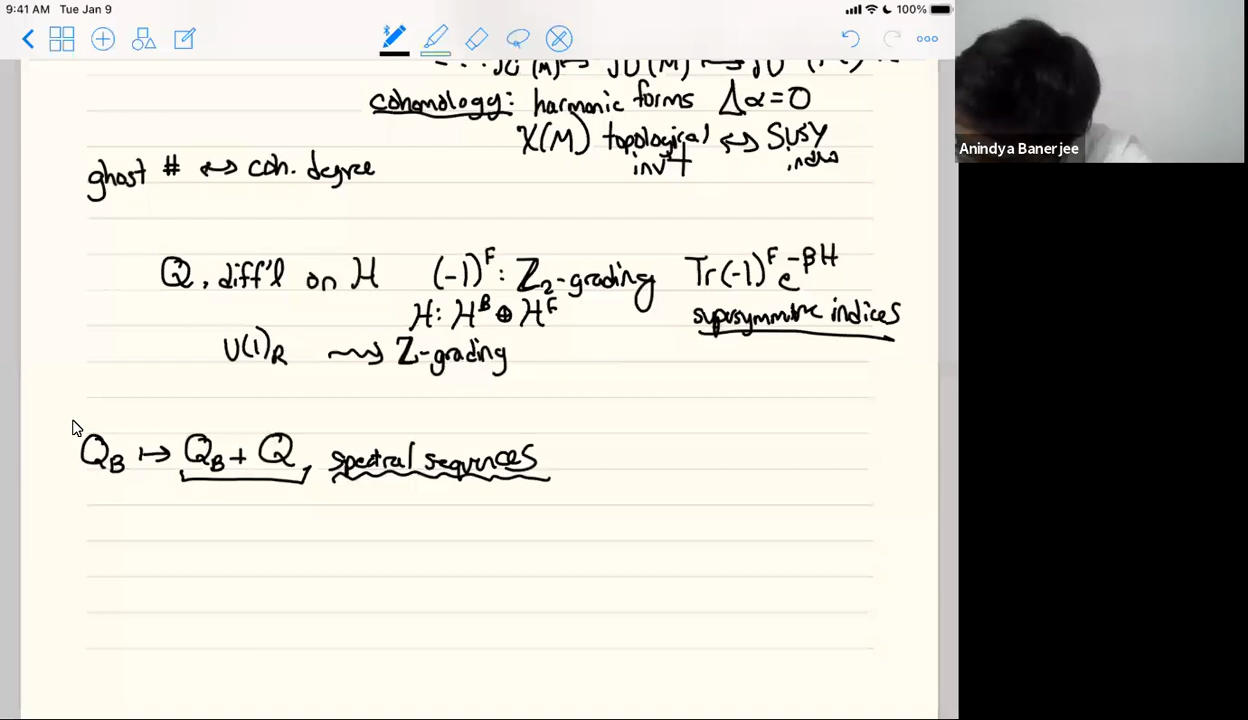 9:41 AM Tue Jan 9
100%
cohomology: harmonic forms Δα=0
χ(M) topological ↔ SUSY
inv't index
ghost # ↔ coh. degree
Q, diff'l on ℋ (-1)^F: ℤ₂-grading Tr(-1)^F e^{-βH}
ℋ: ℋ^B ⊕ ℋ^F supersymmetric indices
U(1)_R ⇝ ℤ-grading
Q_B ↦ Q_B + Q, spectral sequences
Anindya Banerjee